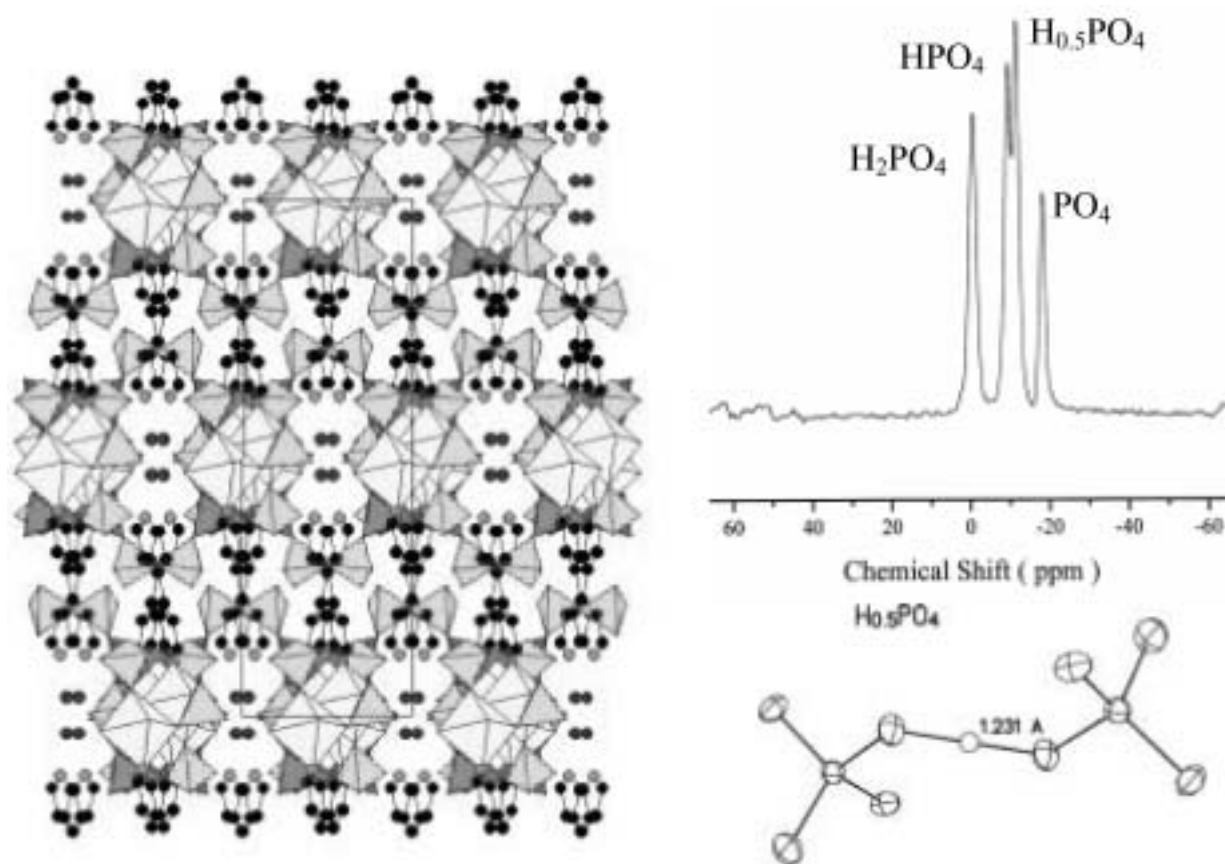 H₀.₅PO₄
HPO₄
H₂PO₄
PO₄
60 40 20 0 -20 -40 -60
Chemical Shift ( ppm )
H₀.₅PO₄
1.231 A